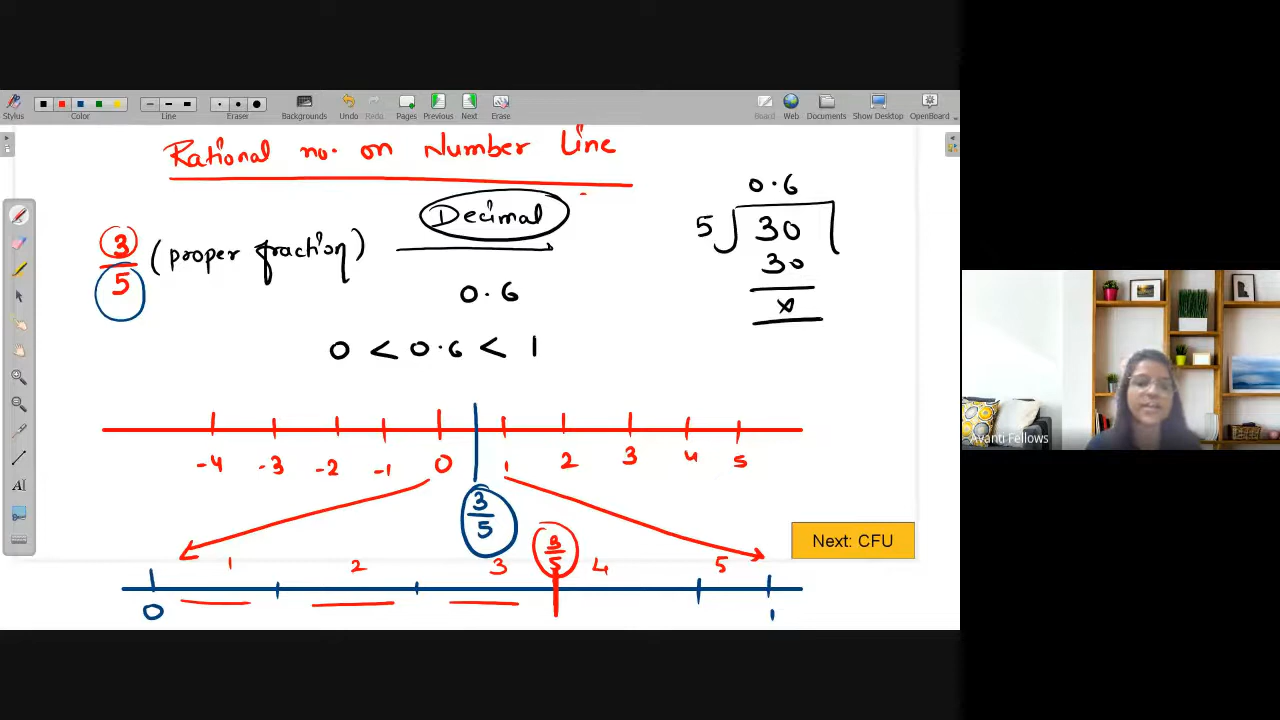 Stylus
Color
Line
Eraser
Backgrounds
Undo
Redo
Pages
Previous
Next
Erase
Board
Web
Documents
Show Desktop
OpenBoard
Rational no. on Number Line
3/5 (proper fraction)
Decimal
0.6
0 < 0.6 < 1
0.6
5 30
30
x
-4 -3 -2 -1 0 1 2 3 4 5
3/5
3/5
1 2 3 4 5
0 1
Next: CFU
Avanti Fellows